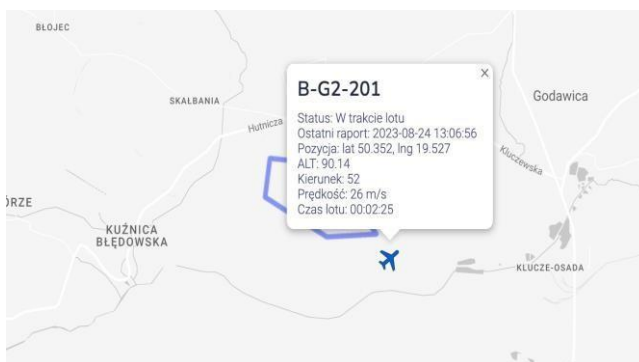 BŁOJEC
SKAŁBANIA
Hutnicza
B-G2-201
X
Status: W trakcie lotu
Ostatni raport: 2023-08-24 13:06:56
Pozycja: lat 50.352, lng 19.527
ALT: 90.14
Kierunek: 52
Prędkość: 26 m/s
Czas lotu: 00:02:25
Godawica
Kluczewska
ÓRZE
KUŹNICA
BŁĘDOWSKA
KLUCZE-OSADA